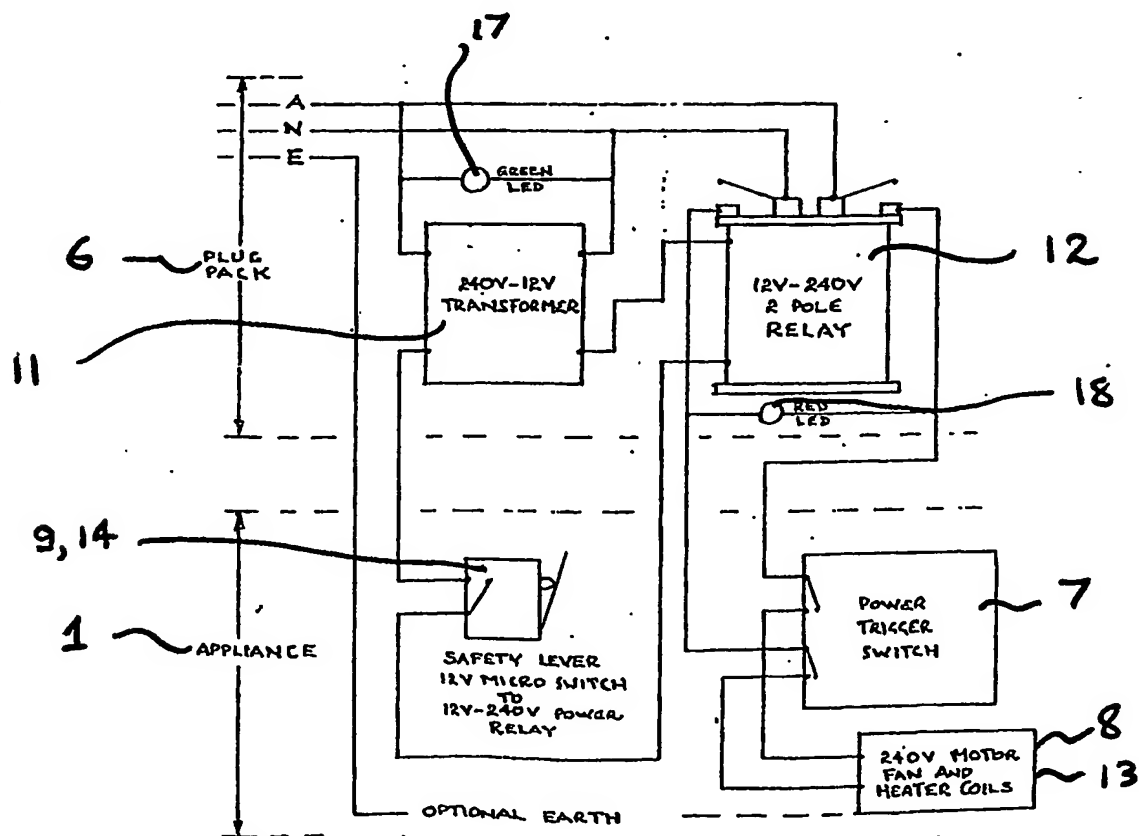 17
A
N
E
GREEN
LED
6
PLUG
PACK
240V-12V
TRANSFORMER
12V-240V
2 POLE
RELAY
12
11
RED
LED
18
9,14
1
APPLIANCE
SAFETY LEVER
12V MICRO SWITCH
TO
12V-240V POWER
RELAY
POWER
TRIGGER
SWITCH
7
240V MOTOR
FAN AND
HEATER COILS
8
13
OPTIONAL EARTH